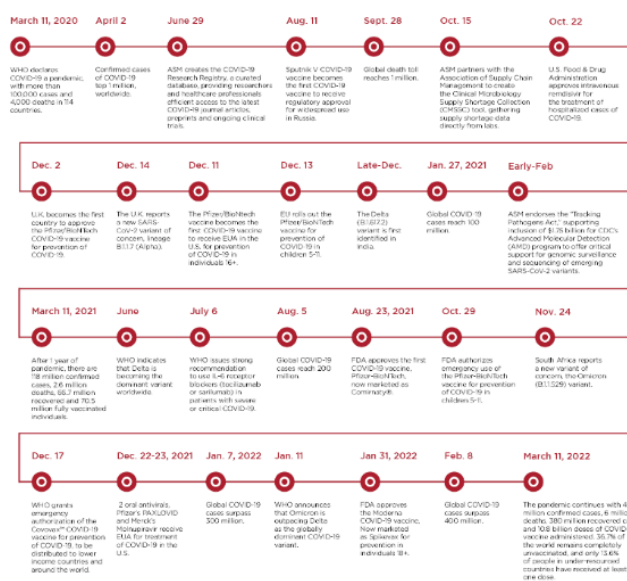 March 11, 2020
WHO declares
COVID-19 a pandemic,
with more than
100,000 cases and
4,000 deaths in 114
countries.
April 2
Confirmed cases
of COVID-19
top 1 million,
worldwide.
June 29
ASM creates the COVID-19
Research Registry, a curated
database, providing researchers
and healthcare professionals
efficient access to the latest
COVID-19 journal articles,
preprints and ongoing clinical
trials.
Aug. 11
Sputnik V COVID-19
vaccine becomes
the first COVID-19
vaccine to receive
regulatory approval
for widespread use
in Russia.
Sept. 28
Global death toll
reaches 1 million.
Oct. 15
ASM partners with the
Association of Supply Chain
Management to create
the Clinical Microbiology
Supply Shortage Collection
(CMSSC) tool, gathering
supply shortage data
directly from labs.
Oct. 22
U.S. Food & Drug
Administration
approves intravenous
remdisivir for
the treatment of
hospitalized cases of
COVID-19.
Dec. 2
U.K. becomes the first
country to approve
the Pfizer/BioNTech
COVID-19 vaccine
for prevention of
COVID-19.
Dec. 14
The U.K. reports
a new SARS-
CoV-2 variant of
concern, lineage
B.1.1.7 (Alpha).
Dec. 11
The Pfizer/BioNtech
vaccine becomes the
first COVID-19 vaccine
to receive EUA in the
U.S. for prevention
of COVID-19 in
individuals 16+.
Dec. 13
EU rolls out the
Pfizer/BioNTech
vaccine for
prevention of
COVID-19 in
children 5-11.
Late-Dec.
The Delta
(B.1.617.2)
variant is first
identified in
India.
Jan. 27, 2021
Global COVID-19
cases reach 100
million.
Early-Feb
ASM endorses the "Tracking
Pathogens Act," supporting
inclusion of $1.75 billion for CDC's
Advanced Molecular Detection
(AMD) program to offer critical
support for genomic surveillance
and sequencing of emerging
SARS-CoV-2 variants.
March 11, 2021
After 1 year of
pandemic, there are
118 million confirmed
cases, 2.6 million
deaths, 66.7 million
recovered and 70.5
million fully vaccinated
individuals.
June
WHO indicates
that Delta is
becoming the
dominant variant
worldwide.
July 6
WHO issues strong
recommendation
to use IL-6 receptor
blockers (tocilizumab
or sarilumab) in
patients with severe
or critical COVID-19.
Aug. 5
Global COVID-19
cases reach 200
million.
Aug. 23, 2021
FDA approves the first
COVID-19 vaccine,
Pfizer-BioNTech,
now marketed as
Comirnaty®.
Oct. 29
FDA authorizes
emergency use of
the Pfizer-BioNTech
vaccine for prevention
of COVID-19 in
children 5-11.
Nov. 24
South Africa reports
a new variant of
concern, the Omicron
(B.1.1.529) variant.
Dec. 17
WHO grants
emergency
authorization of the
Covovax™ COVID-19
vaccine for prevention
of COVID-19, to be
distributed to lower
income countries and
around the world.
Dec. 22-23, 2021
2 oral antivirals,
Pfizer's PAXLOVID
and Merck's
Molnupiravir receive
EUA for treatment
of COVID-19 in the
U.S.
Jan. 7, 2022
Global COVID-19
cases surpass
300 million.
Jan. 11
WHO announces
that Omicron is
outpacing Delta
as the globally
dominant COVID-19
variant.
Jan 31, 2022
FDA approves
the Moderna
COVID-19 vaccine.
Now marketed
as Spikevax for
prevention in
individuals 18+.
Feb. 8
Global COVID-19
cases surpass
400 million.
March 11, 2022
The pandemic continues with
million confirmed cases, 6
deaths, 380 million recovered
and 10.8 billion doses of
vaccine administered. 36.7% of
the world remains completely
unvaccinated, and only 13.6%
of people in under-resourced
countries have received at least
one dose.